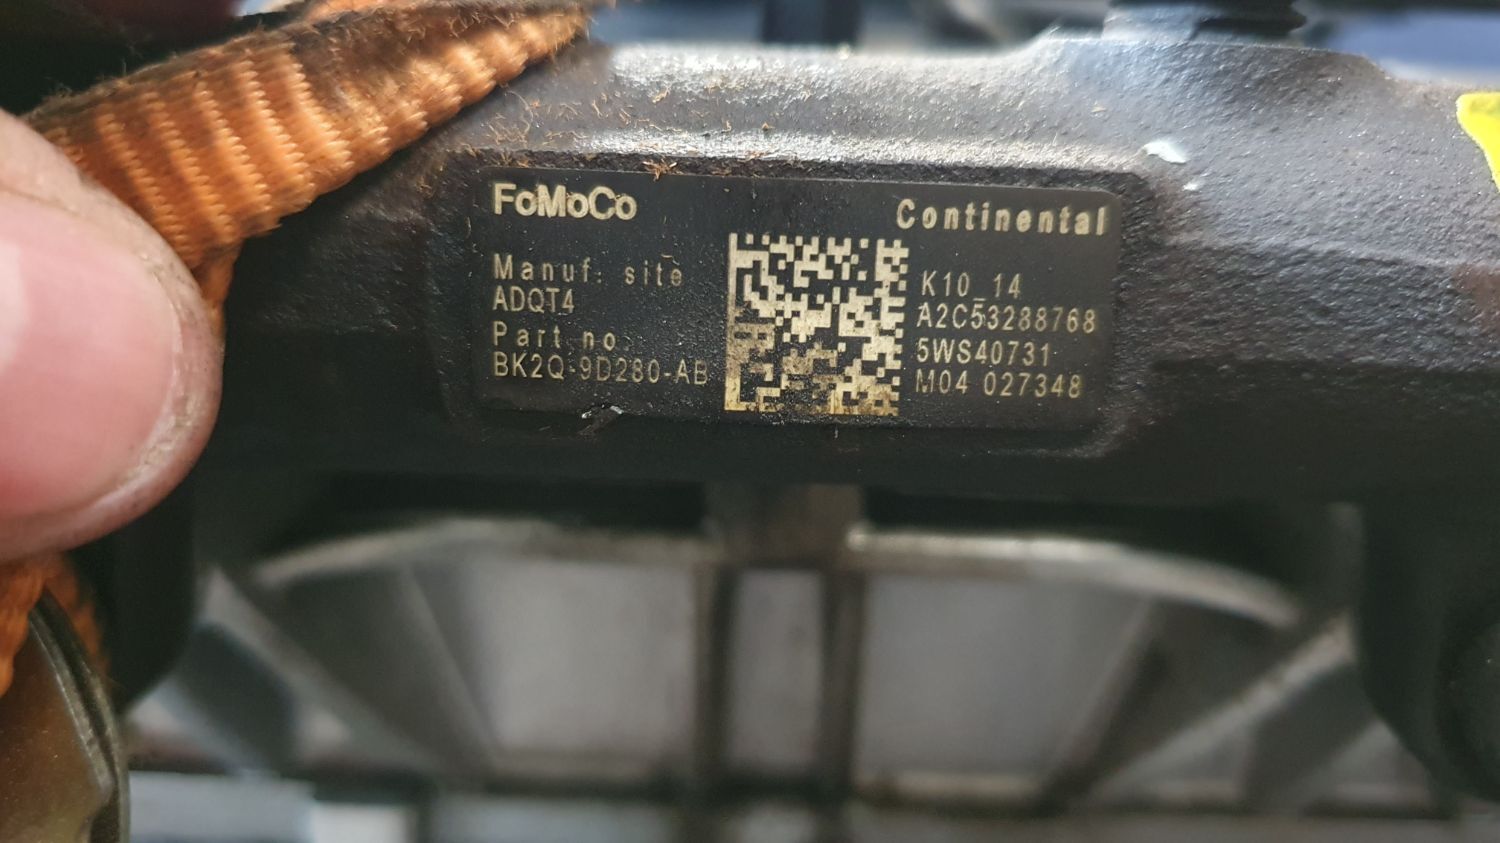 FoMoCo
Manuf. site
ADQT4
Part no.
BK2Q-9D280-AB
Continental
K10_14
A2C53288768
5WS40731
M04 027348